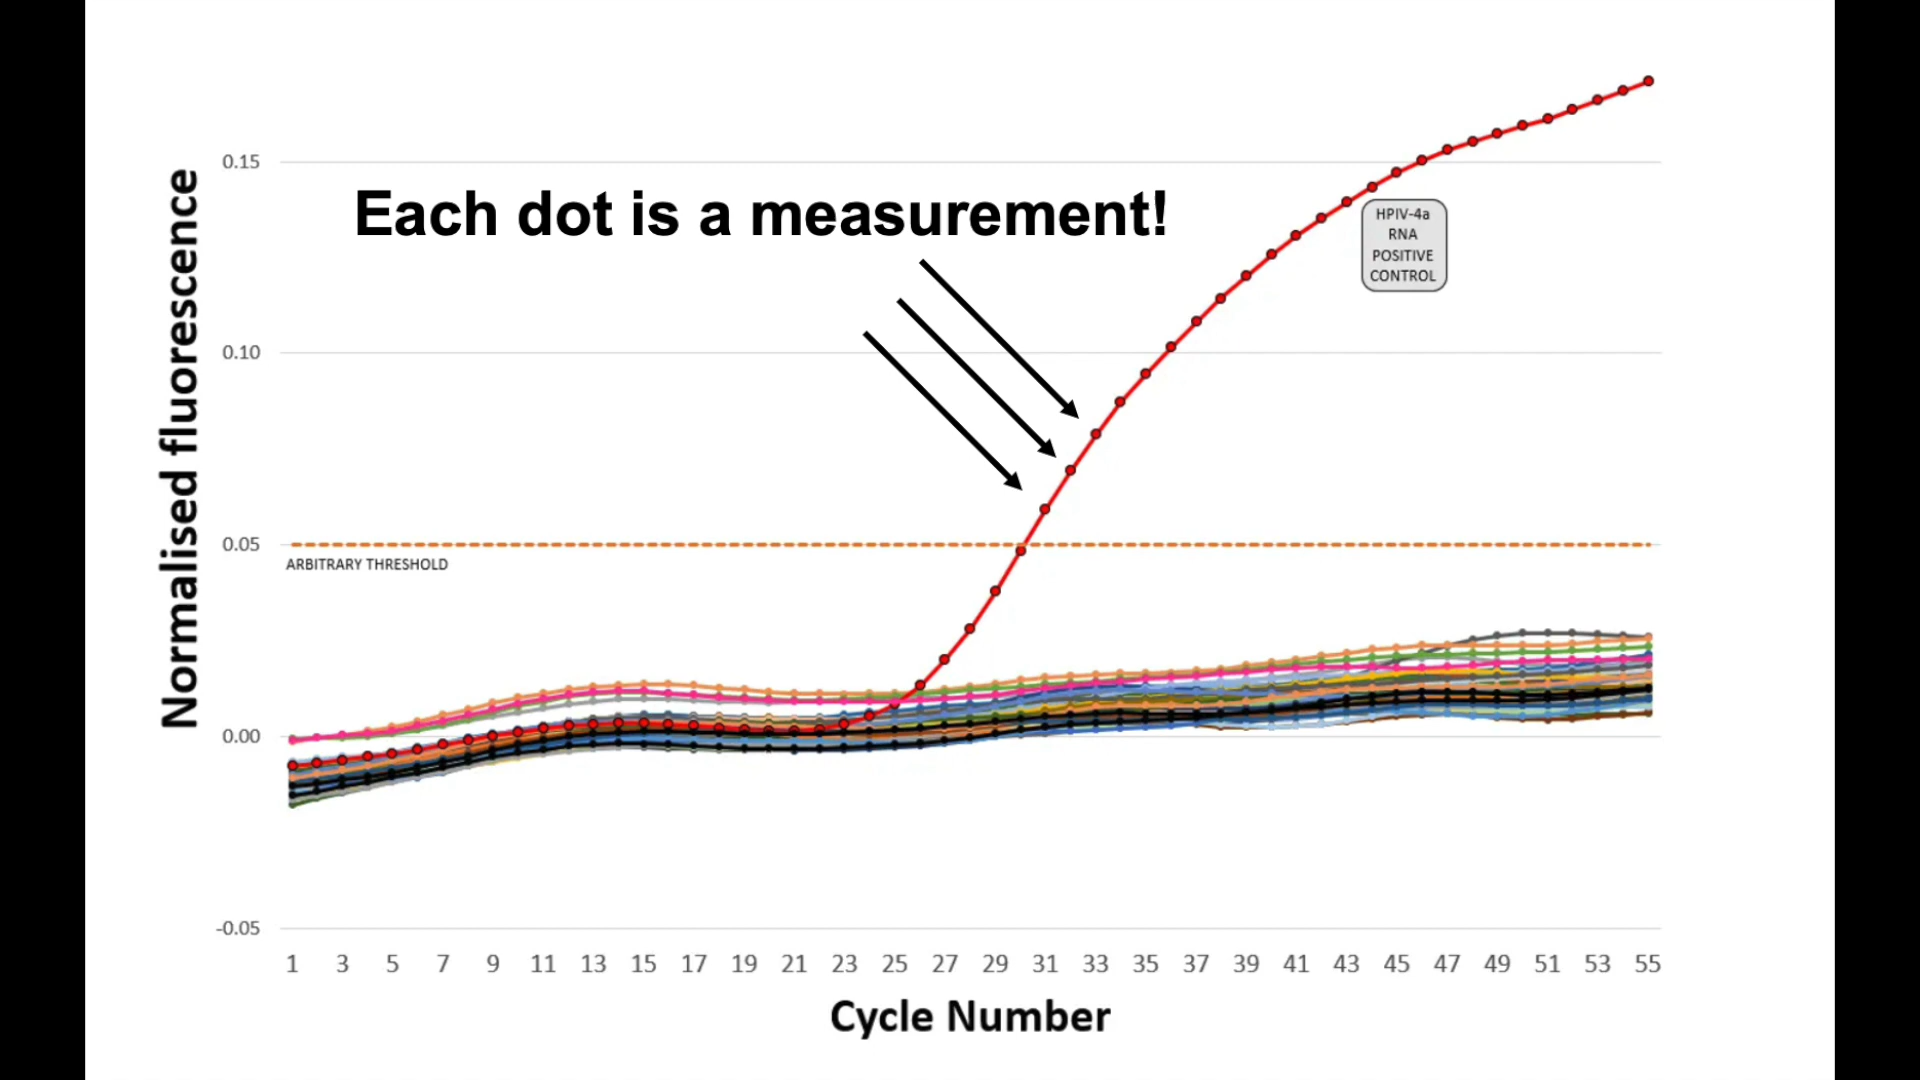 Each dot is a measurement!
HPIV-4a
RNA
POSITIVE
CONTROL
Normalised fluorescence
0.15
0.10
0.05
ARBITRARY THRESHOLD
0.00
-0.05
1 3 5 7 9 11 13 15 17 19 21 23 25 27 29 31 33 35 37 39 41 43 45 47 49 51 53 55
Cycle Number